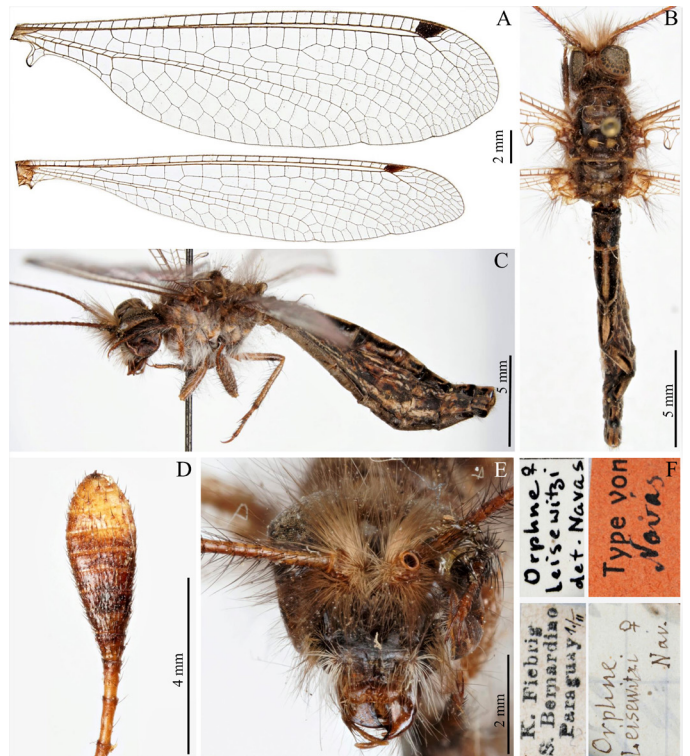 A
B
2 mm
C
5 mm
5 mm
D
4 mm
E
2 mm
F
Orphne ♀
Leisewitzi
det. Navas
Type von
Navas
K. Fiebrig
S. Bernardino
Paraguay
Orphne
Leisewitzi ♀
Nav.